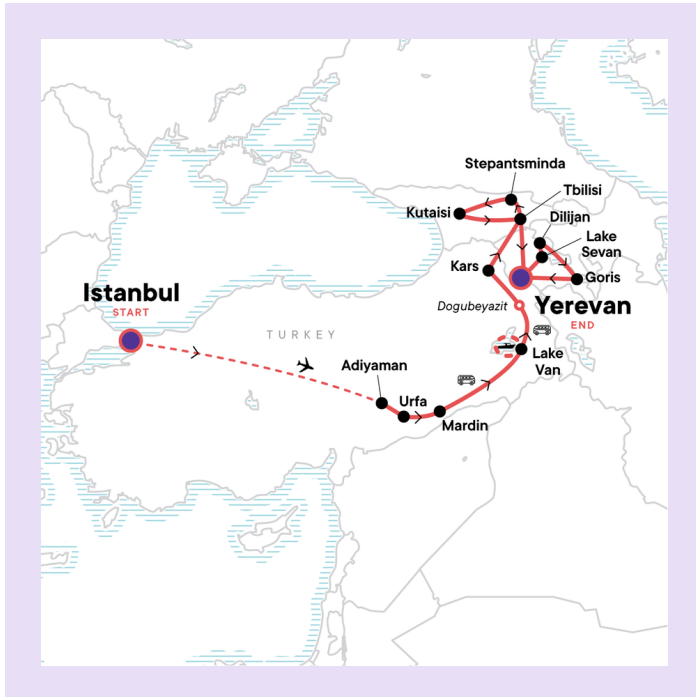 Stepantsminda
Tbilisi
Kutaisi
Dilijan
Lake
Sevan
Kars
Goris
Istanbul
START
Dogubeyazit
Yerevan
END
TURKEY
Lake
Van
Adiyaman
Urfa
Mardin